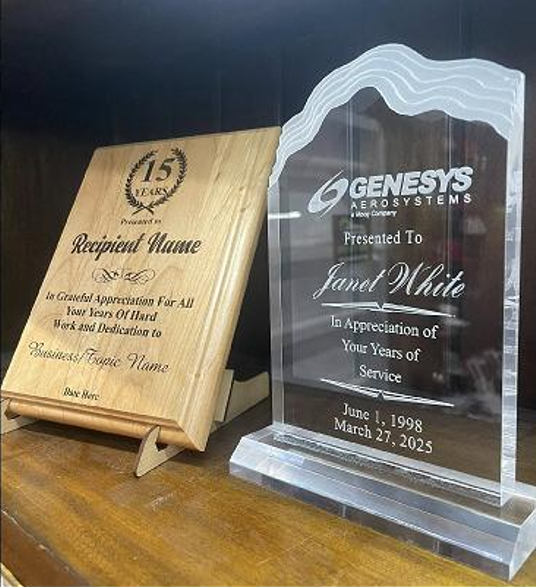 15
YEARS
Presented to
Recipient Name
In Grateful Appreciation For All
Your Years Of Hard
Work and Dedication to
Business/Topic Name
Date Here
GENESYS
AEROSYSTEMS
a Moog Company
Presented To
Janet White
In Appreciation of
Your Years of
Service
June 1, 1998
March 27, 2025